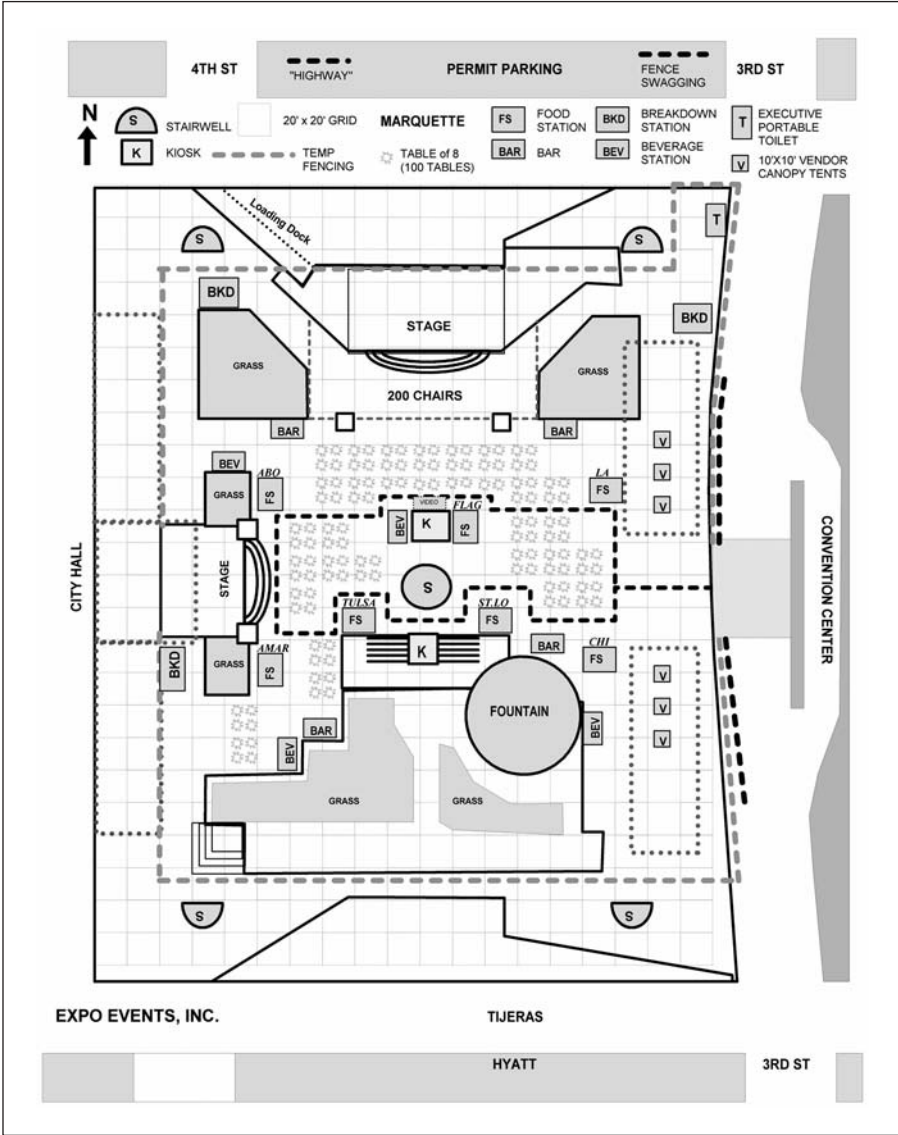 4TH ST
"HIGHWAY"
PERMIT PARKING
FENCE
SWAGGING
3RD ST
N
S
STAIRWELL
20' x 20' GRID
MARQUETTE
FS
FOOD
STATION
BKD
BREAKDOWN
STATION
T
EXECUTIVE
PORTABLE
TOILET
K
KIOSK
TEMP
FENCING
TABLE of 8
(100 TABLES)
BAR
BAR
BEV
BEVERAGE
STATION
V
10'X10' VENDOR
CANOPY TENTS
Loading Dock
S
S
T
BKD
BKD
STAGE
GRASS
GRASS
200 CHAIRS
BAR
BAR
V
BEV
ABQ
LA
V
GRASS
FS
FS
VIDEO
FLAG
V
BEV
K
FS
CITY HALL
STAGE
S
CONVENTION CENTER
TULSA
ST.LO
FS
FS
BKD
GRASS
AMAR
FS
K
BAR
CHI
FS
V
V
FOUNTAIN
BAR
BEV
BEV
V
GRASS
GRASS
S
S
EXPO EVENTS, INC.
TIJERAS
HYATT
3RD ST